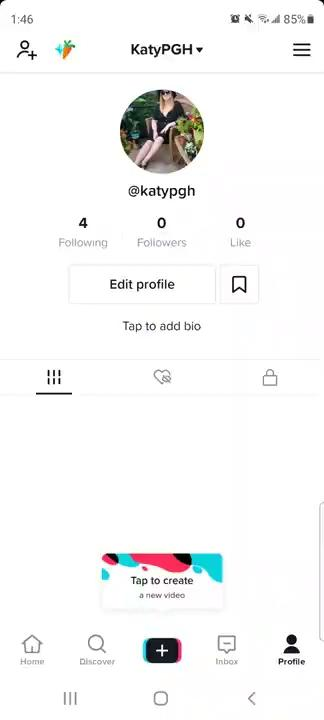 1:46
85%
KatyPGH
@katypgh
4 0 0
Following Followers Like
Edit profile
Tap to add bio
Tap to create
a new video
Home Discover Inbox Profile